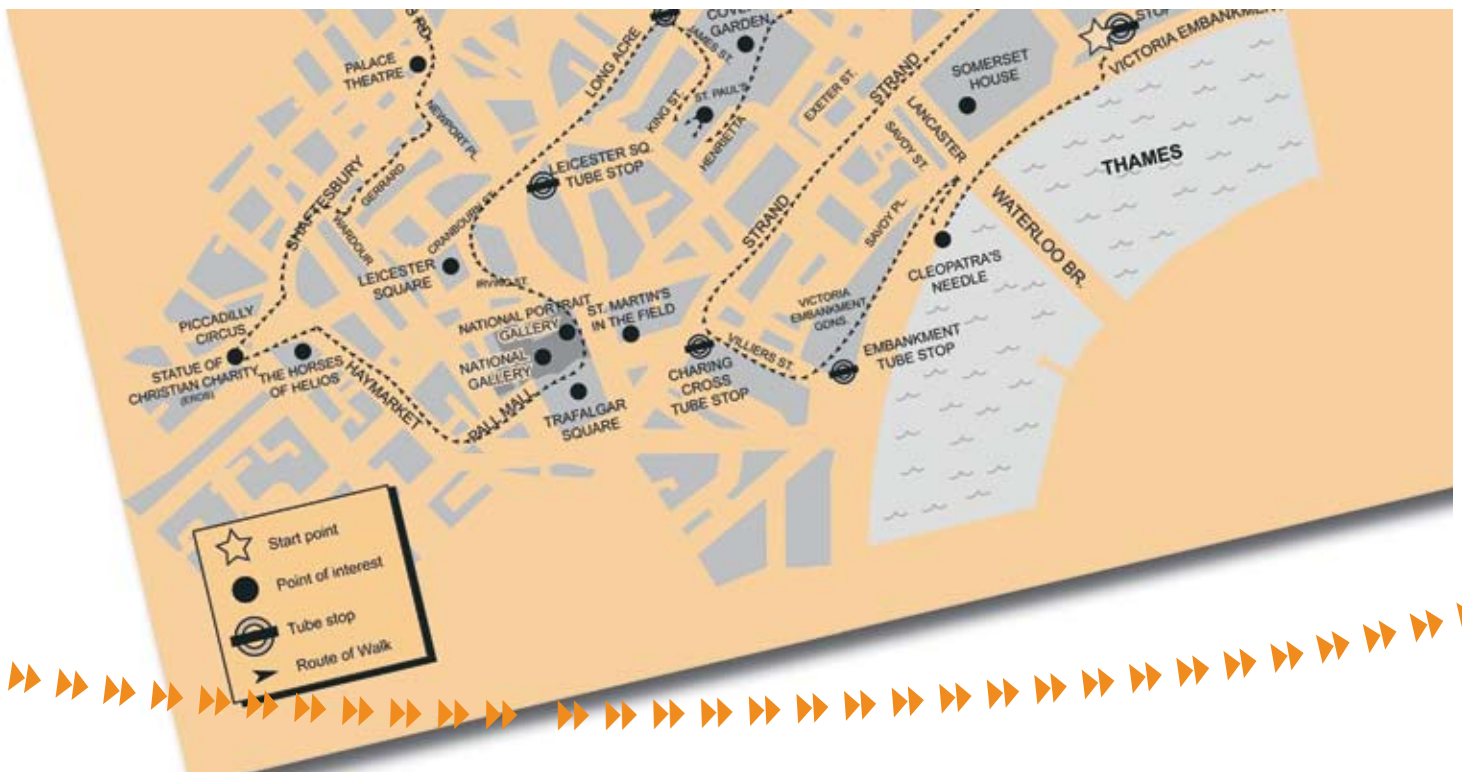 RD
PALACE
THEATRE
NEWPORT PL.
SHAFTESBURY
GERRARD
WARDOUR
PICCADILLY
CIRCUS
STATUE OF
CHRISTIAN CHARITY
(EROS)
THE HORSES
OF HELIOS
HAYMARKET
PALL MALL
LONG ACRE
JAMES ST.
GARDEN
KING ST.
ST. PAUL'S
HENRIETTA
LEICESTER SQ.
TUBE STOP
CRANBOURN ST.
LEICESTER
SQUARE
IRVING ST.
NATIONAL PORTRAIT
GALLERY
NATIONAL
GALLERY
ST. MARTIN'S
IN THE FIELD
TRAFALGAR
SQUARE
EXETER ST.
STRAND
STRAND
LANCASTER
SAVOY ST.
SAVOY PL.
SOMERSET
HOUSE
STOP
VICTORIA EMBANKMENT
THAMES
WATERLOO BR.
CLEOPATRA'S
NEEDLE
VICTORIA
EMBANKMENT
GDNS.
VILLIERS ST.
CHARING
CROSS
TUBE STOP
EMBANKMENT
TUBE STOP
Start point
Point of interest
Tube stop
Route of Walk